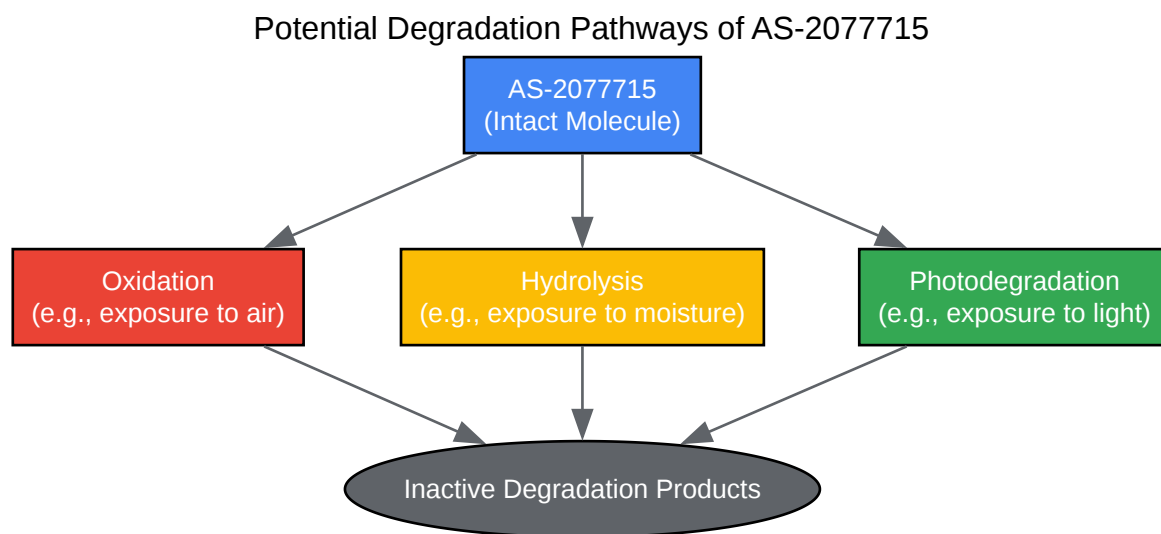 Potential Degradation Pathways of AS-2077715
AS-2077715
(Intact Molecule)
Oxidation
(e.g., exposure to air)
Hydrolysis
(e.g., exposure to moisture)
Photodegradation
(e.g., exposure to light)
Inactive Degradation Products